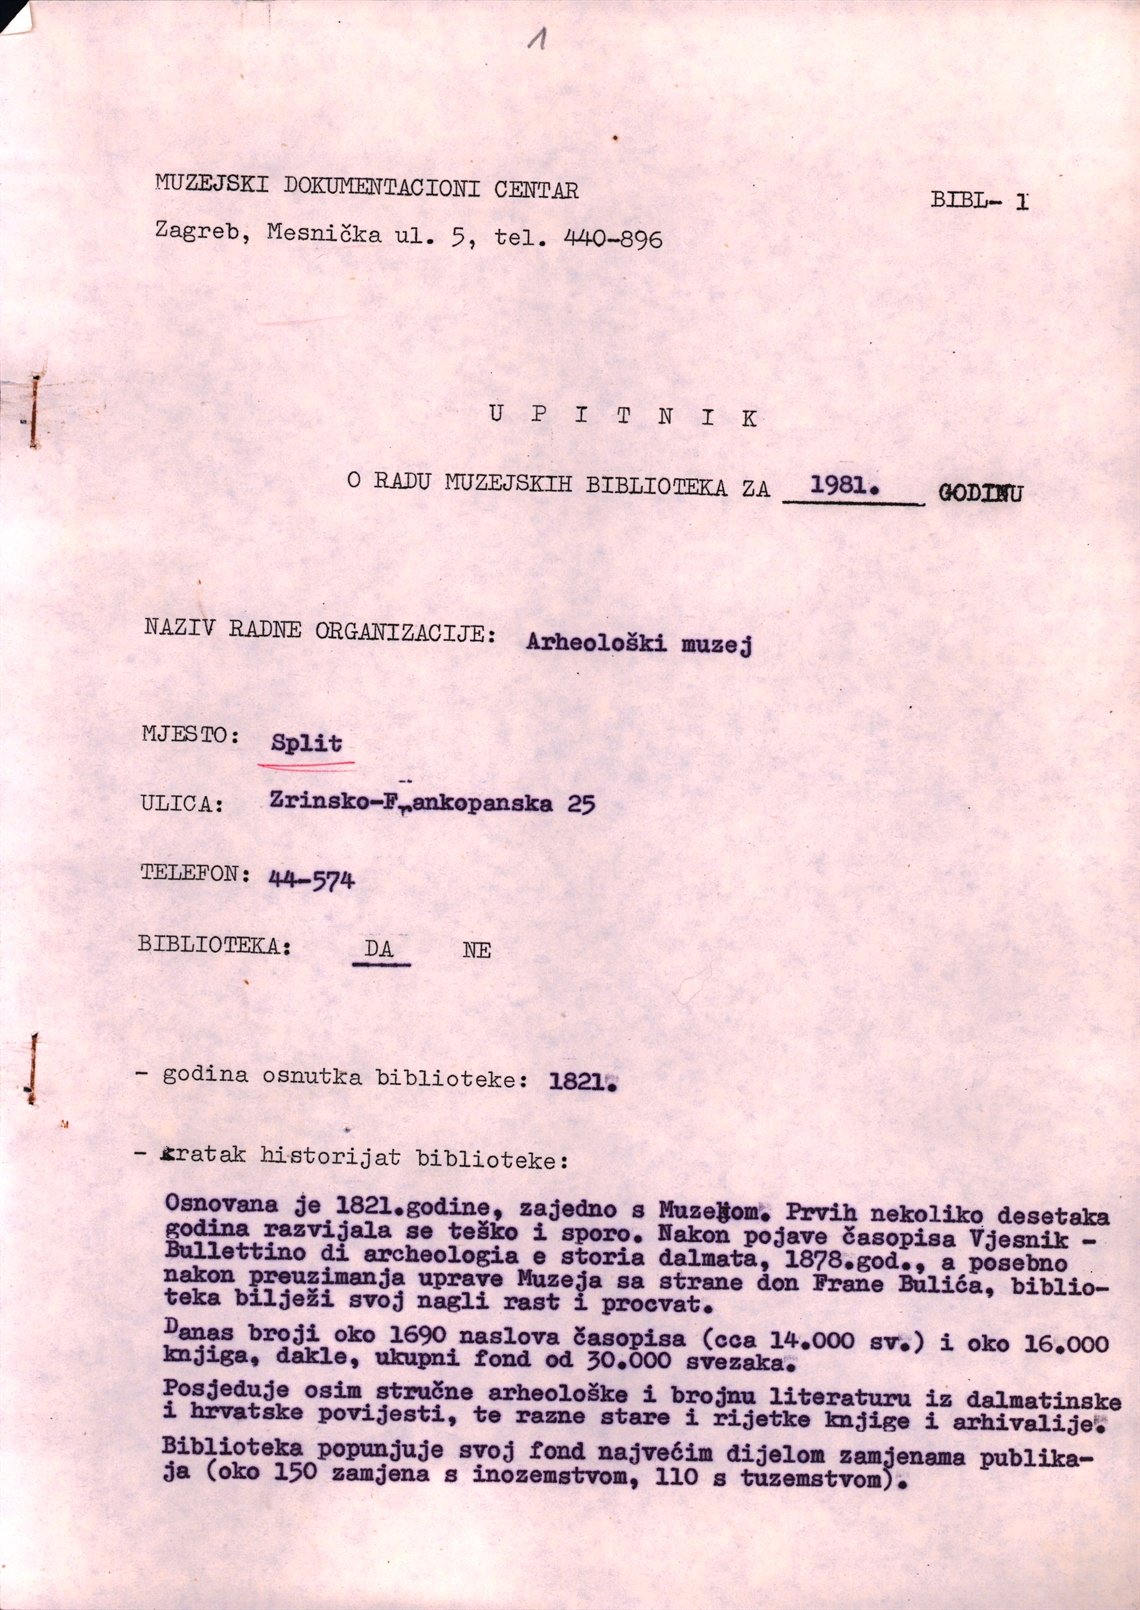 1
MUZEJSKI DOKUMENTACIONI CENTAR
BIBL- 1
Zagreb, Mesnička ul. 5, tel. 440-896
U P I T N I K
O RADU MUZEJSKIH BIBLIOTEKA ZA 1981. GODINU
NAZIV RADNE ORGANIZACIJE: Arheološki muzej
MJESTO: Split
ULICA: Zrinsko-Frankopanska 25
TELEFON: 44-574
BIBLIOTEKA: DA NE
- godina osnutka biblioteke: 1821.
- kratak historijat biblioteke:
Osnovana je 1821.godine, zajedno s Muzejom. Prvih nekoliko desetaka
godina razvijala se teško i sporo. Nakon pojave časopisa Vjesnik -
Bullettino di archeologia e storia dalmata, 1878.god., a posebno
nakon preuzimanja uprave Muzeja sa strane don Frane Bulića, biblio-
teka bilježi svoj nagli rast i procvat.
Danas broji oko 1690 naslova časopisa (cca 14.000 sv.) i oko 16.000
knjiga, dakle, ukupni fond od 30.000 svezaka.
Posjeduje osim stručne arheološke i brojnu literaturu iz dalmatinske
i hrvatske povijesti, te razne stare i rijetke knjige i arhivalije.
Biblioteka popunjuje svoj fond najvećim dijelom zamjenama publika-
ja (oko 150 zamjena s inozemstvom, 110 s tuzemstvom).